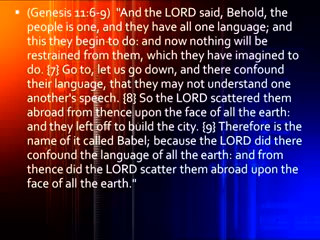 (Genesis 11:6-9) "And the LORD said, Behold, the
people is one, and they have all one language; and
this they begin to do: and now nothing will be
restrained from them, which they have imagined to
do. {7} Go to, let us go down, and there confound
their language, that they may not understand one
another's speech. {8} So the LORD scattered them
abroad from thence upon the face of all the earth:
and they left off to build the city. {9} Therefore is the
name of it called Babel; because the LORD did there
confound the language of all the earth: and from
thence did the LORD scatter them abroad upon the
face of all the earth."